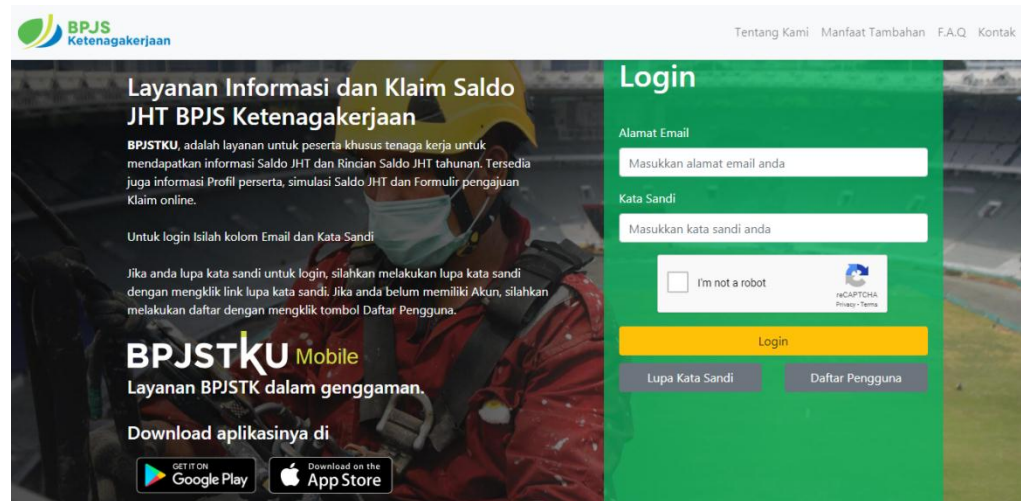 BPJS
Ketenagakerjaan
Tentang Kami Manfaat Tambahan F.A.Q Kontak
Layanan Informasi dan Klaim Saldo
JHT BPJS Ketenagakerjaan
BPJSTKU, adalah layanan untuk peserta khusus tenaga kerja untuk
mendapatkan informasi Saldo JHT dan Rincian Saldo JHT tahunan. Tersedia
juga informasi Profil perserta, simulasi Saldo JHT dan Formulir pengajuan
Klaim online.
Untuk login Isilah kolom Email dan Kata Sandi
Jika anda lupa kata sandi untuk login, silahkan melakukan lupa kata sandi
dengan mengklik link lupa kata sandi. Jika anda belum memiliki Akun, silahkan
melakukan daftar dengan mengklik tombol Daftar Pengguna.
BPJSTKU Mobile
Layanan BPJSTK dalam genggaman.
Download aplikasinya di
GET IT ON
Google Play
Download on the
App Store
Login
Alamat Email
Masukkan alamat email anda
Kata Sandi
Masukkan kata sandi anda
I'm not a robot
reCAPTCHA
Privacy - Terms
Login
Lupa Kata Sandi
Daftar Pengguna